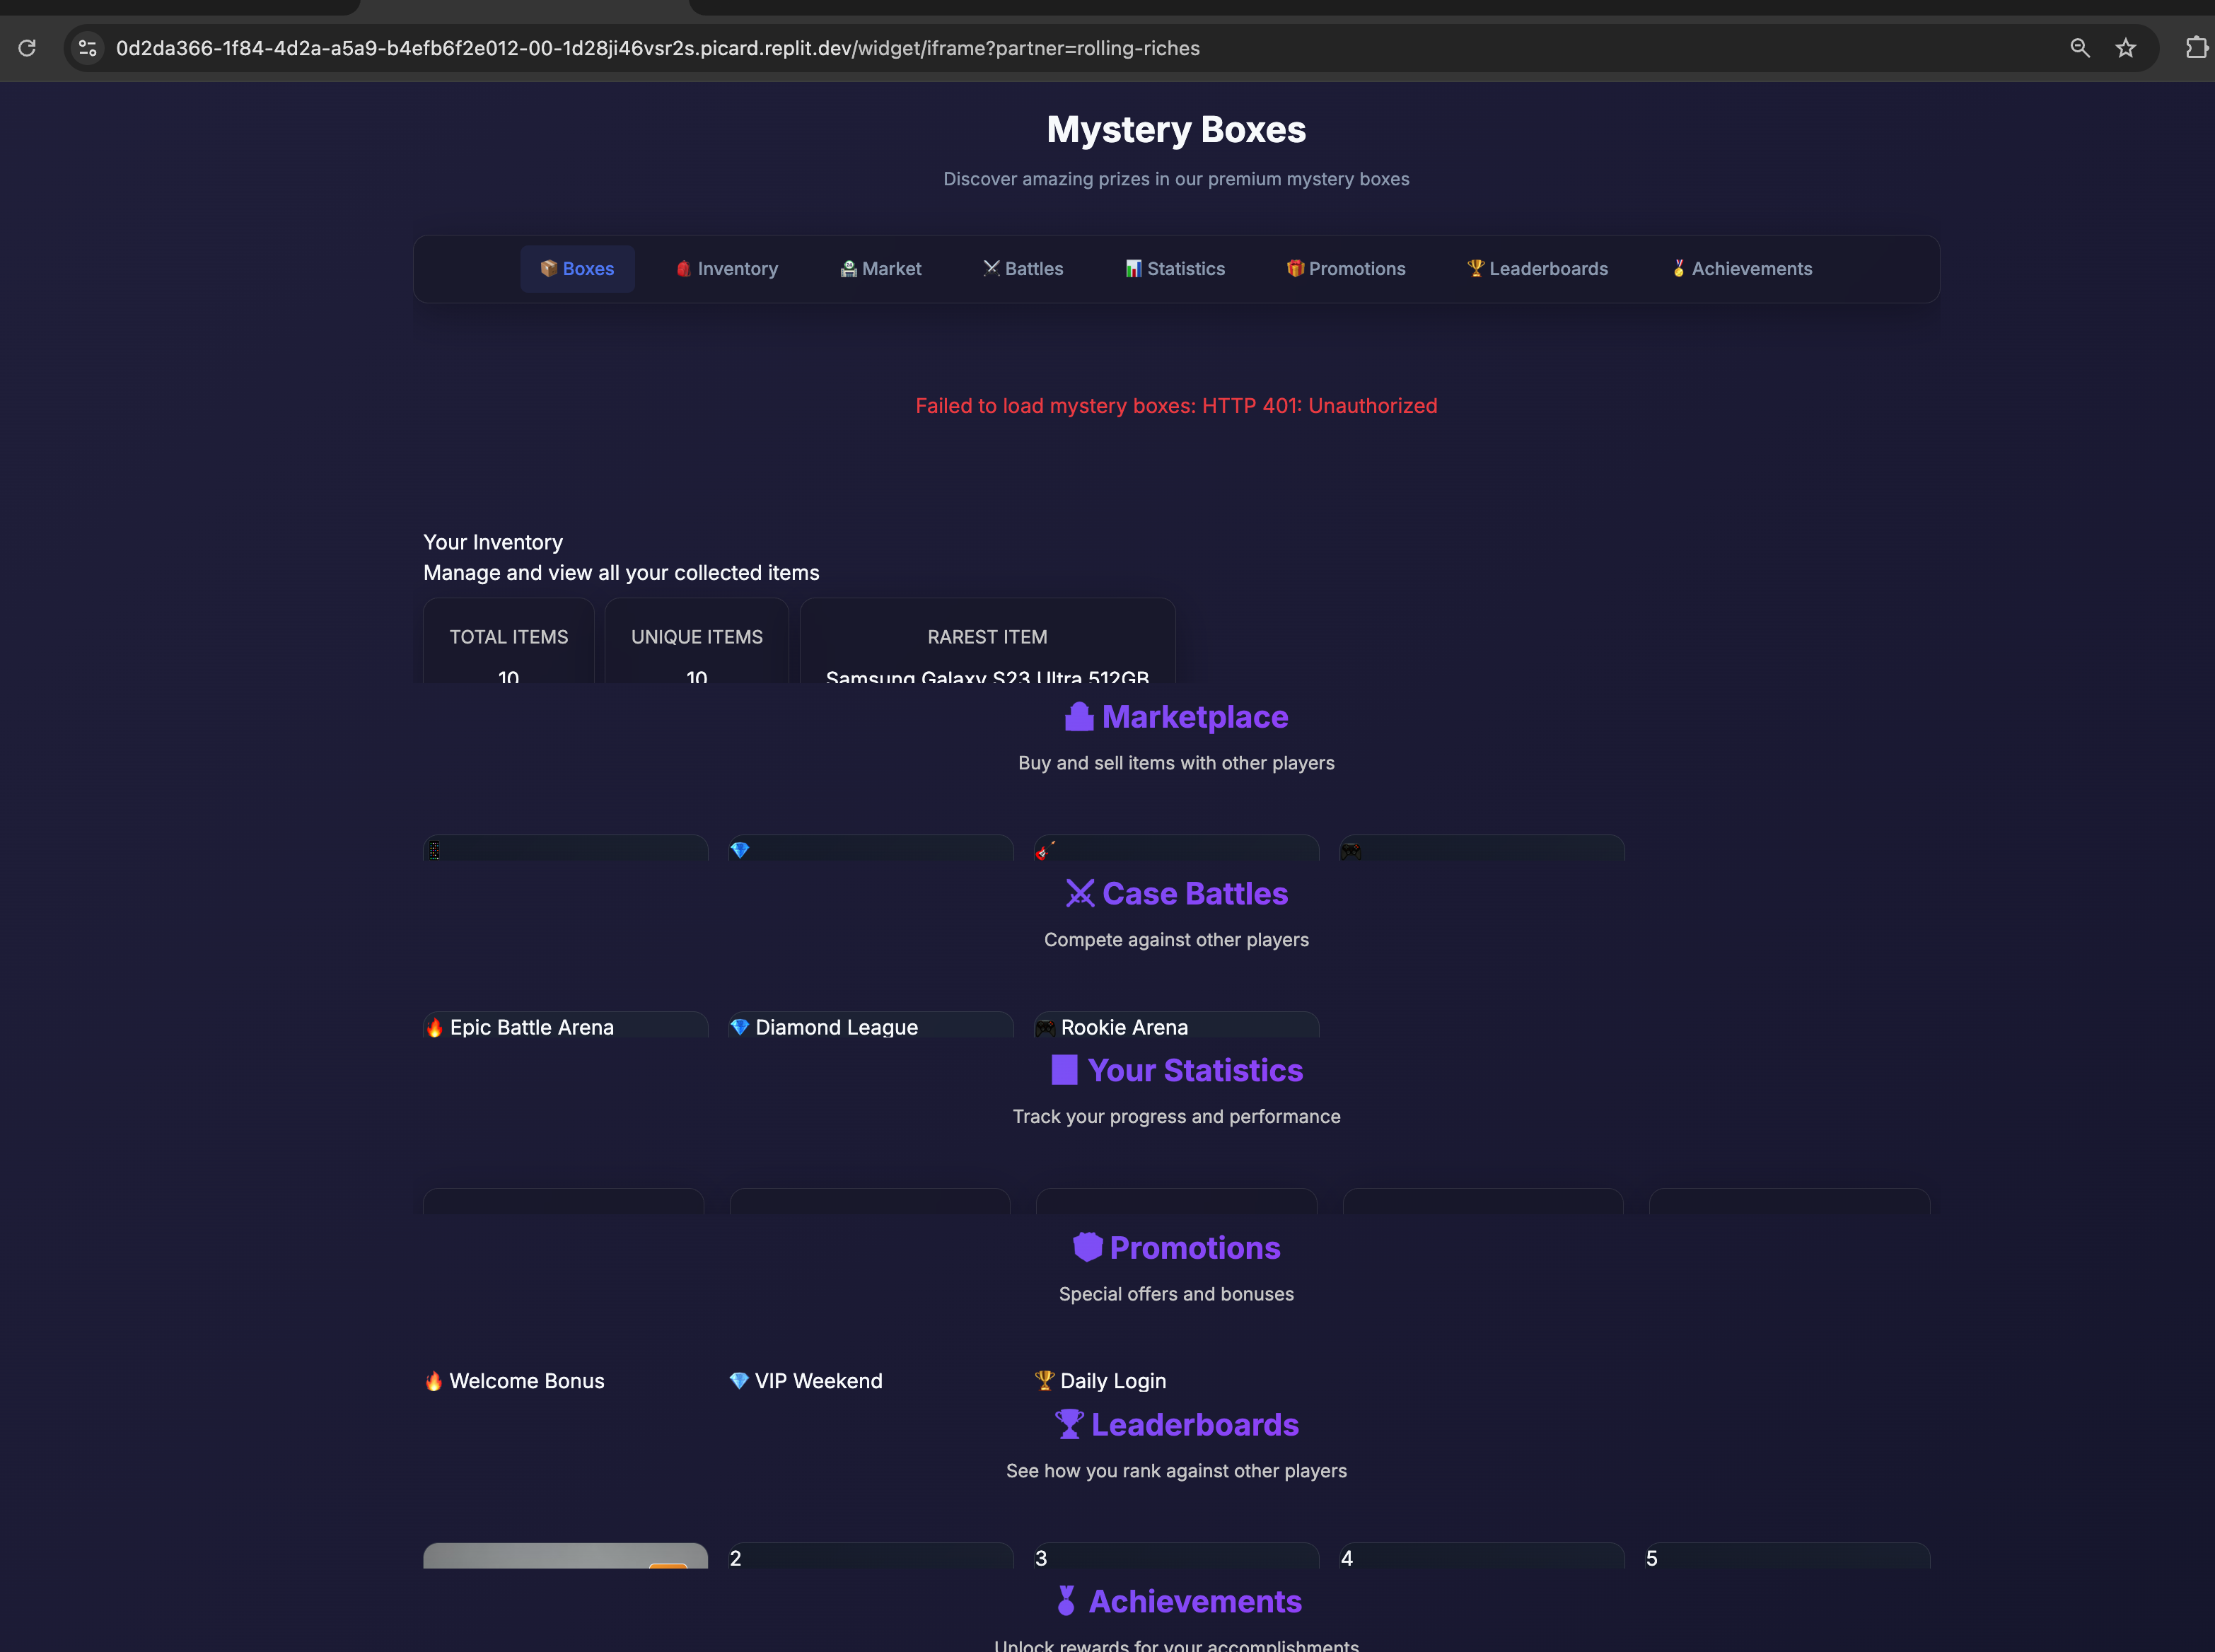 0d2da366-1f84-4d2a-a5a9-b4efb6f2e012-00-1d28ji46vsr2s.picard.replit.dev/widget/iframe?partner=rolling-riches
Mystery Boxes
Discover amazing prizes in our premium mystery boxes
Boxes Inventory Market Battles Statistics Promotions Leaderboards Achievements
Failed to load mystery boxes: HTTP 401: Unauthorized
Your Inventory
Manage and view all your collected items
TOTAL ITEMS UNIQUE ITEMS RAREST ITEM
10 10 Samsung Galaxy S23 Ultra 512GB
Marketplace
Buy and sell items with other players
Case Battles
Compete against other players
Epic Battle Arena Diamond League Rookie Arena
Your Statistics
Track your progress and performance
Promotions
Special offers and bonuses
Welcome Bonus VIP Weekend Daily Login
Leaderboards
See how you rank against other players
2 3 4 5
Achievements
Unlock rewards for your accomplishments